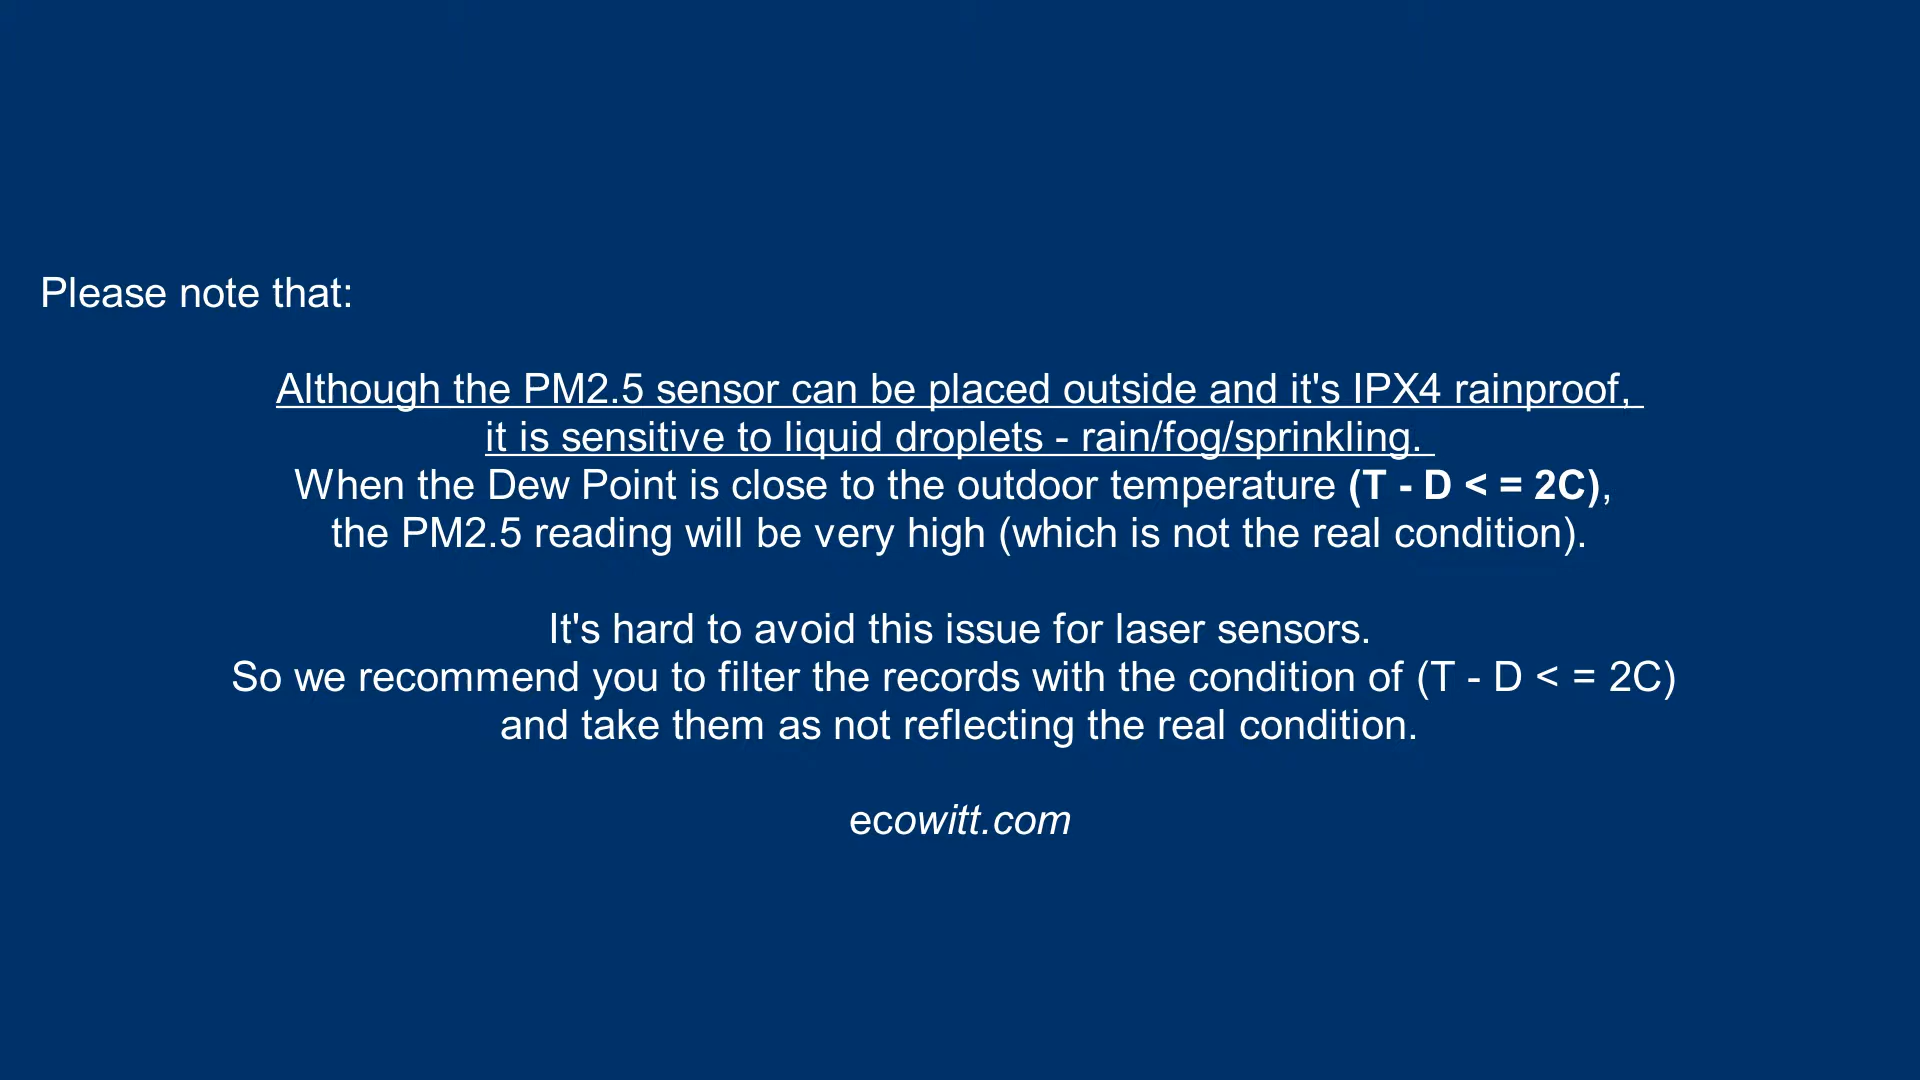 Please note that:
Although the PM2.5 sensor can be placed outside and it's IPX4 rainproof,
it is sensitive to liquid droplets - rain/fog/sprinkling.
When the Dew Point is close to the outdoor temperature (T - D < = 2C),
the PM2.5 reading will be very high (which is not the real condition).
It's hard to avoid this issue for laser sensors.
So we recommend you to filter the records with the condition of (T - D < = 2C)
and take them as not reflecting the real condition.
ecowitt.com